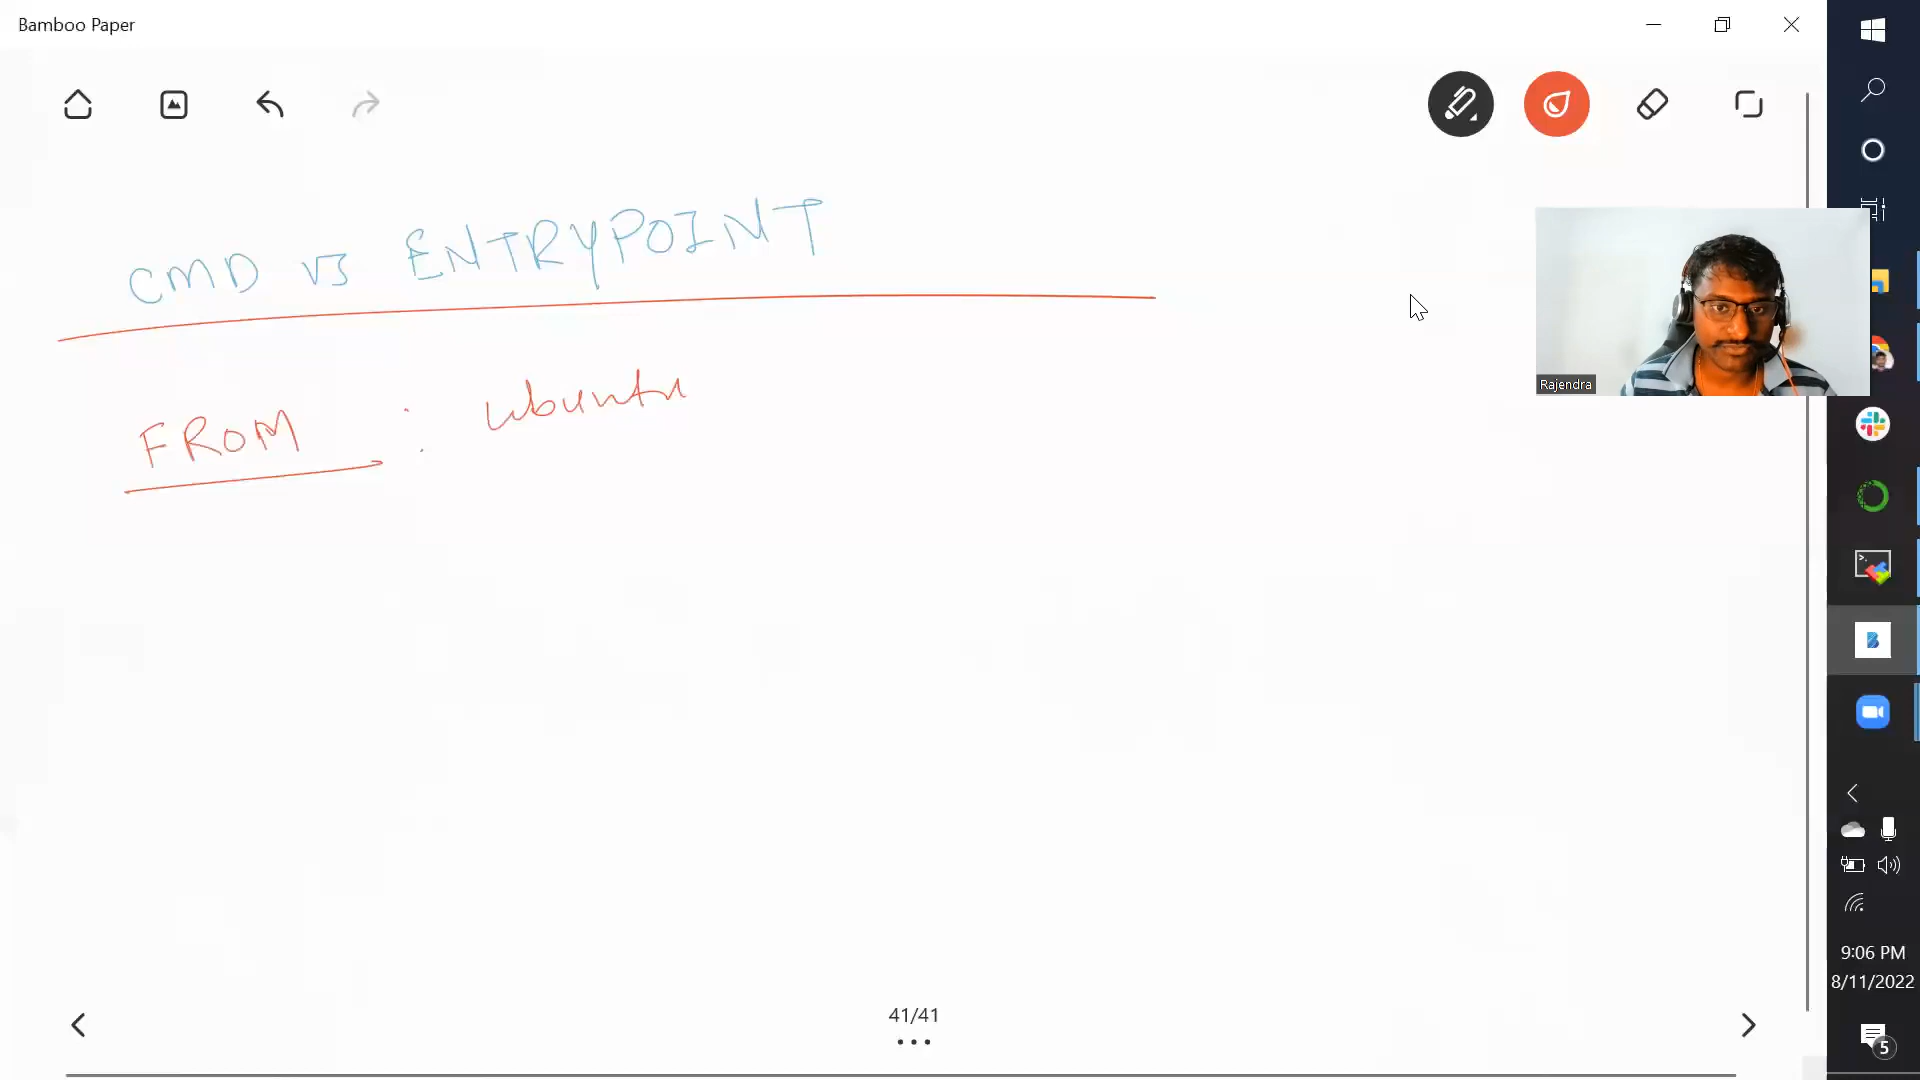 Bamboo Paper
CMD vs ENTRYPOINT
Rajendra
FROM : ubuntu
9:06 PM
8/11/2022
41/41
5